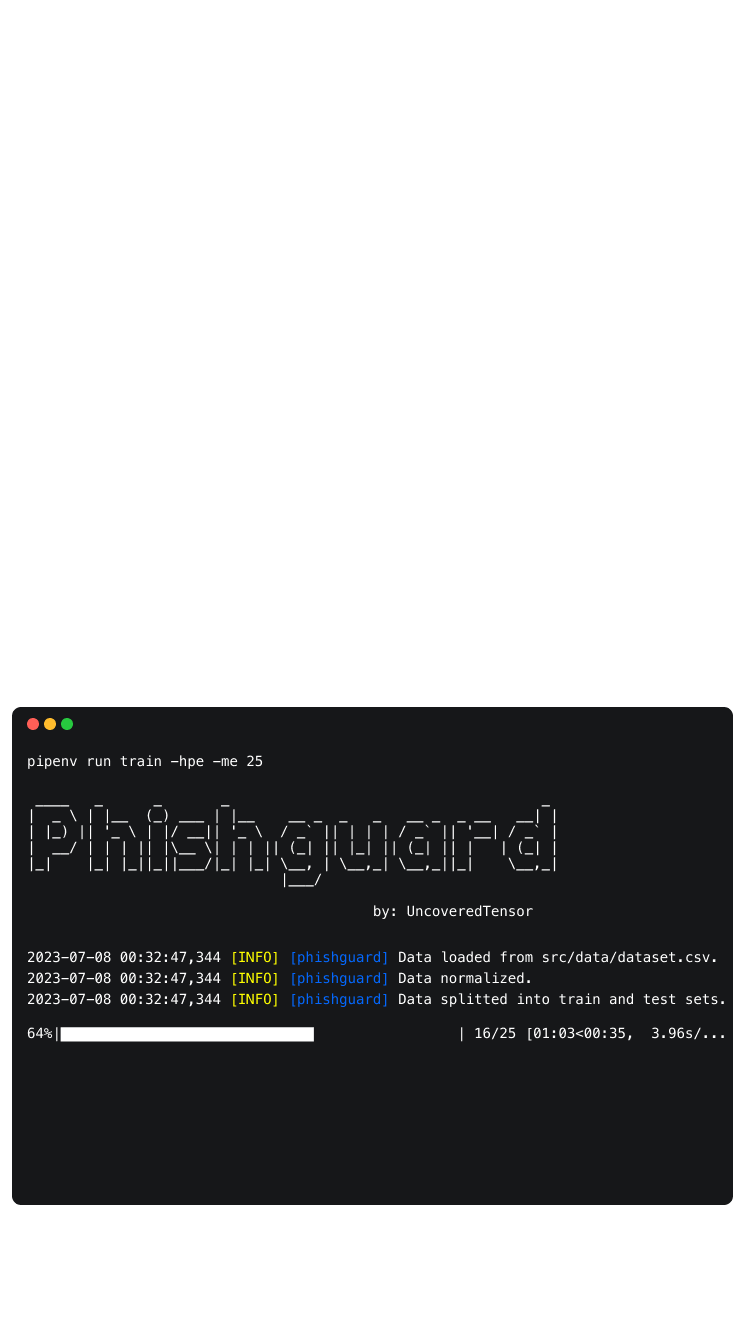 pipenv run train -hpe -me 25
Phishguard
by: UncoveredTensor
2023-07-08 00:32:47,344 [INFO] [phishguard] Data loaded from src/data/dataset.csv.
2023-07-08 00:32:47,344 [INFO] [phishguard] Data normalized.
2023-07-08 00:32:47,344 [INFO] [phishguard] Data splitted into train and test sets.
64%| | 16/25 [01:03<00:35, 3.96s/...